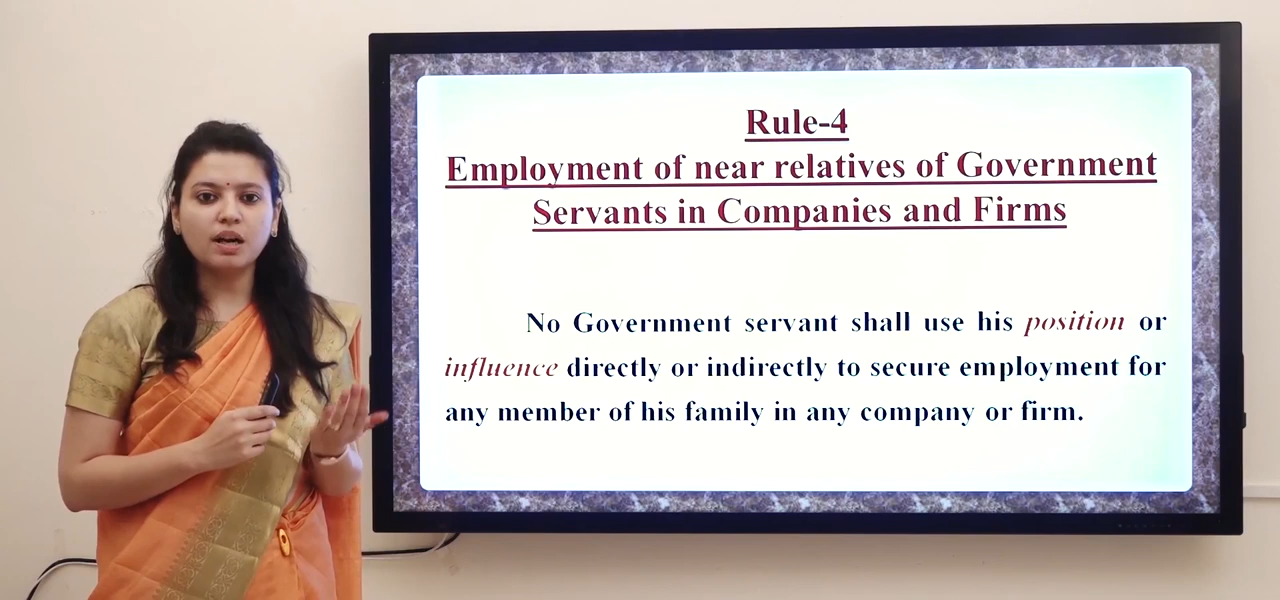 Rule-4
Employment of near relatives of Government
Servants in Companies and Firms
No Government servant shall use his position or
influence directly or indirectly to secure employment for
any member of his family in any company or firm.